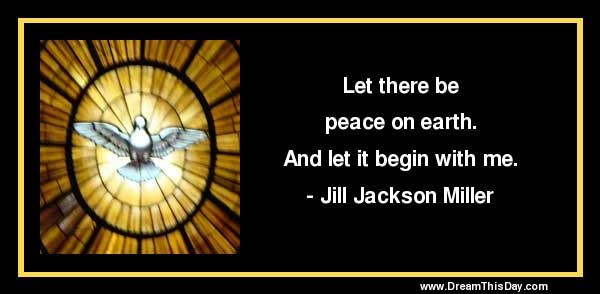 Let there be
peace on earth.
And let it begin with me.
- Jill Jackson Miller
www.DreamThisDay.com